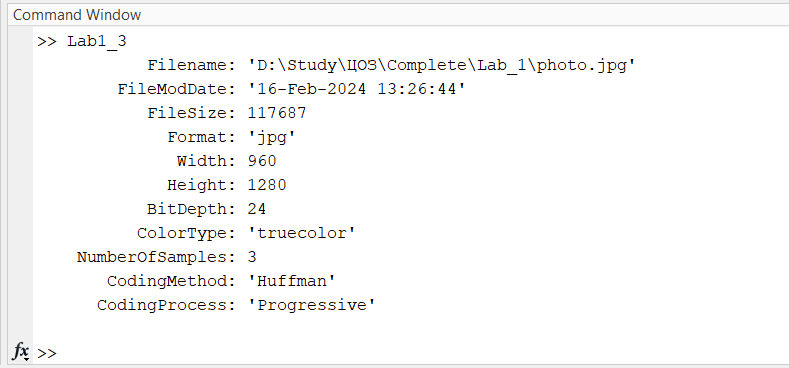 Command Window
>> Lab1_3
Filename: 'D:\Study\ЦОЗ\Complete\Lab_1\photo.jpg'
FileModDate: '16-Feb-2024 13:26:44'
FileSize: 117687
Format: 'jpg'
Width: 960
Height: 1280
BitDepth: 24
ColorType: 'truecolor'
NumberOfSamples: 3
CodingMethod: 'Huffman'
CodingProcess: 'Progressive'
fx >>